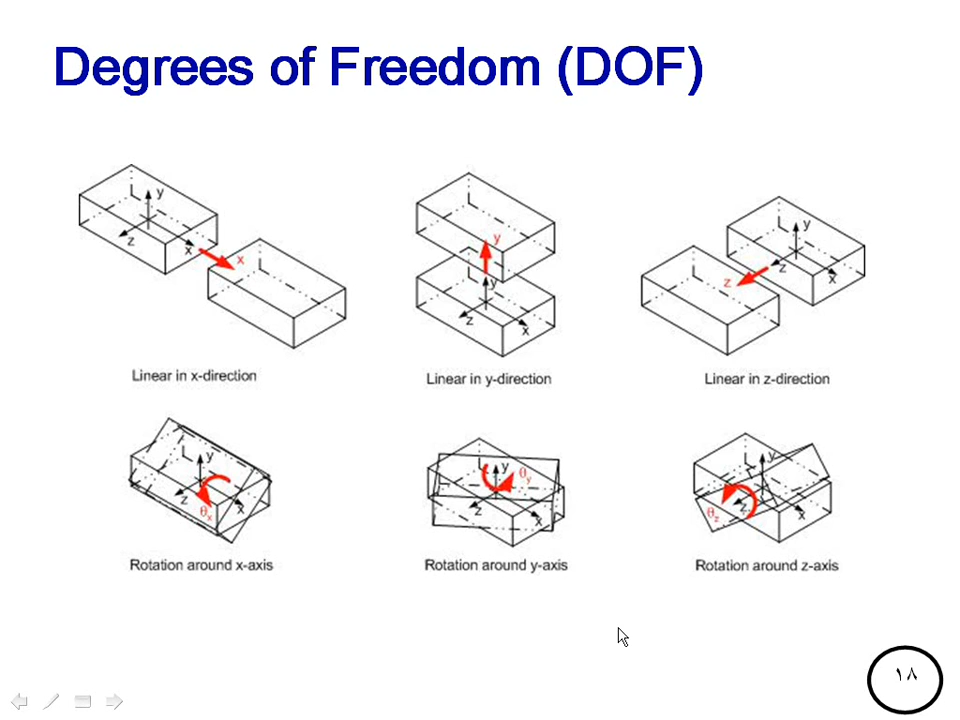 Degrees of Freedom (DOF)
y
z
x
x
y
y
z
x
y
z
z
x
Linear in x-direction
Linear in y-direction
Linear in z-direction
y
z
x
θx
y
θy
z
x
y
z
θz
x
Rotation around x-axis
Rotation around y-axis
Rotation around z-axis
١٨